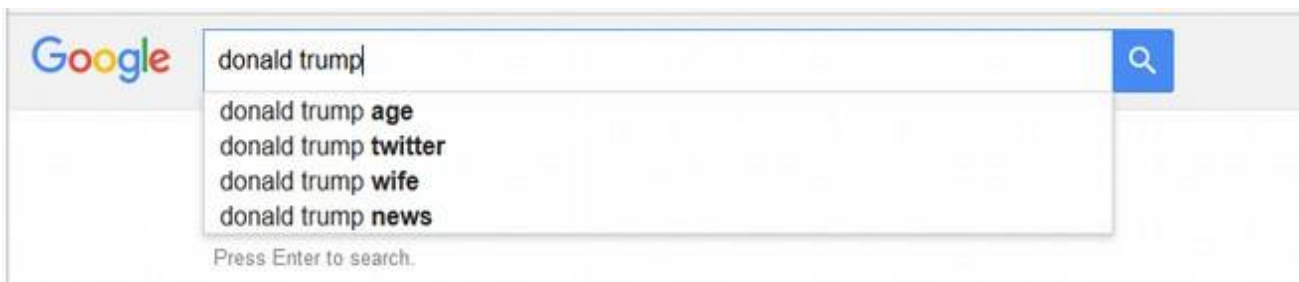 Google
donald trump
donald trump age
donald trump twitter
donald trump wife
donald trump news
Press Enter to search.